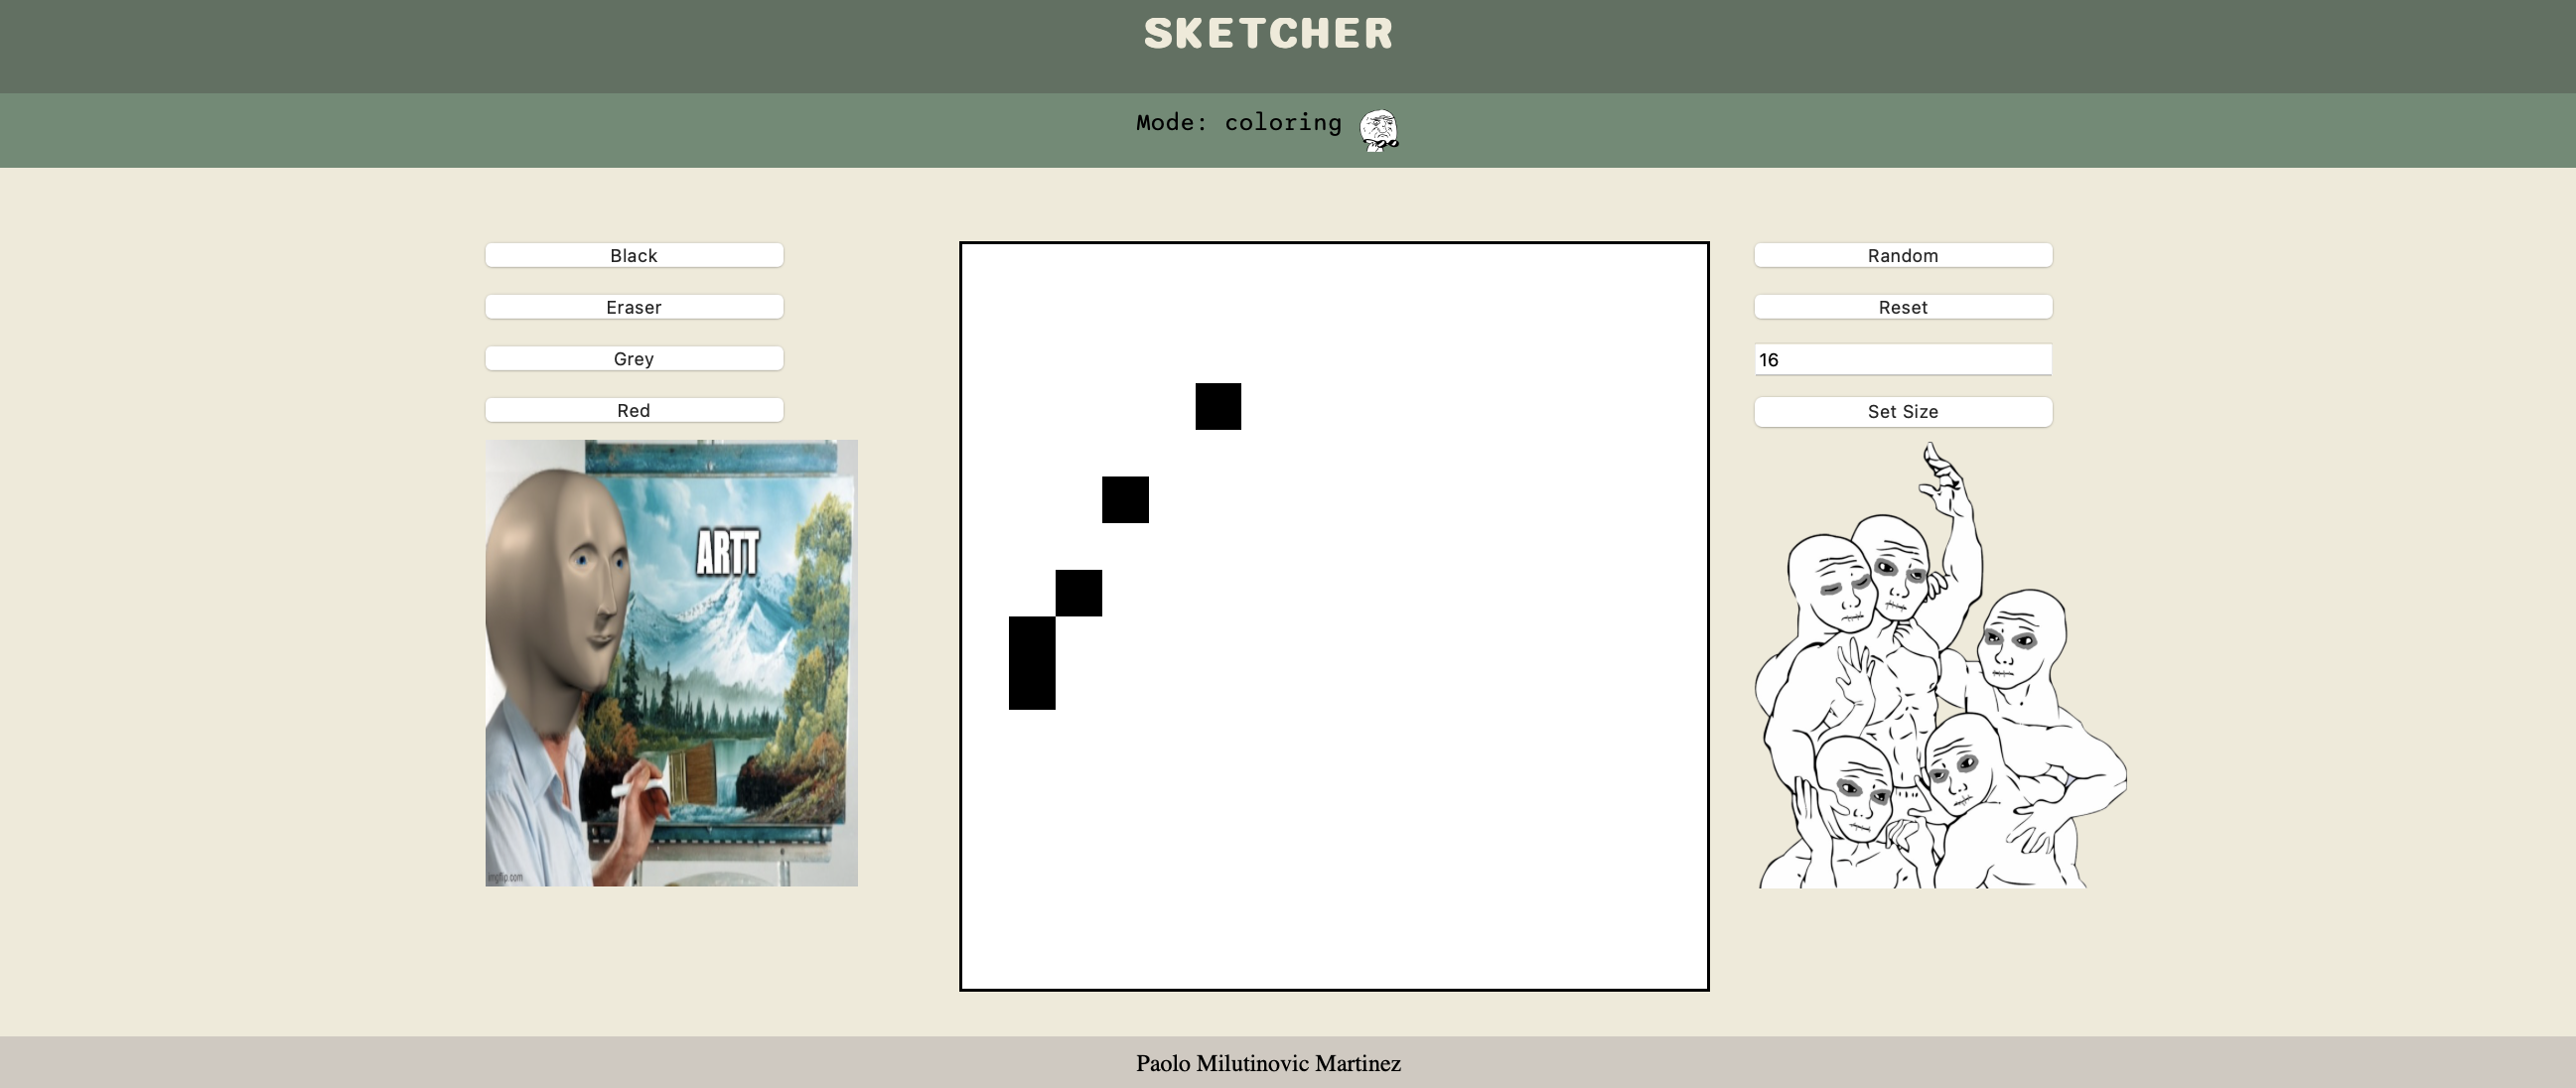 SKETCHER
Mode: coloring
Black
Eraser
Grey
Red
ARTT
imgflip.com
Random
Reset
16
Set Size
Paolo Milutinovic Martinez